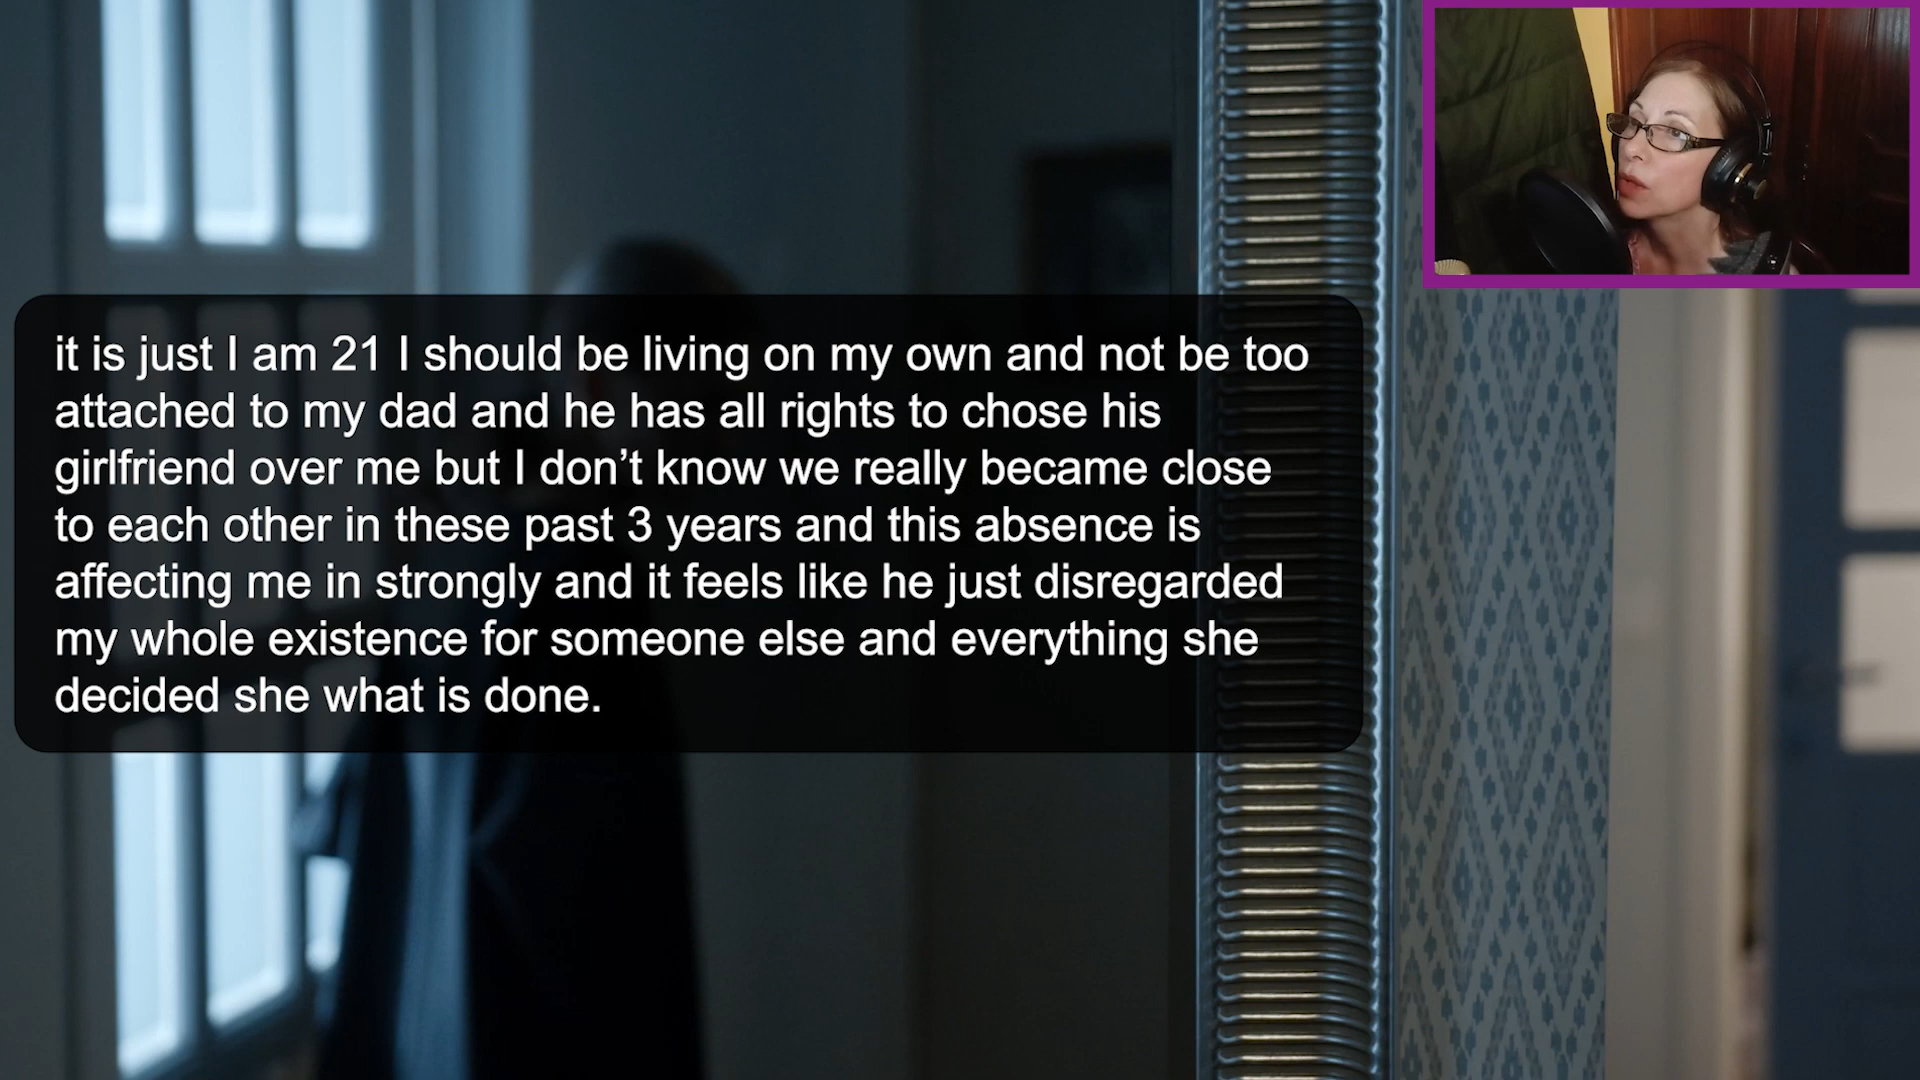 it is just I am 21 I should be living on my own and not be too
attached to my dad and he has all rights to chose his
girlfriend over me but I don’t know we really became close
to each other in these past 3 years and this absence is
affecting me in strongly and it feels like he just disregarded
my whole existence for someone else and everything she
decided she what is done.